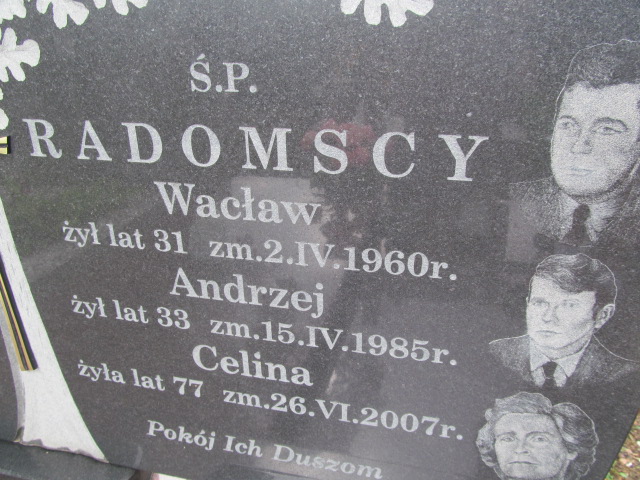 Ś.P.
RADOMSCY
Wacław
żył lat 31 zm.2.IV.1960r.
Andrzej
żył lat 33 zm.15.IV.1985r.
Celina
żyła lat 77 zm.26.VI.2007r.
Pokój Ich Duszom